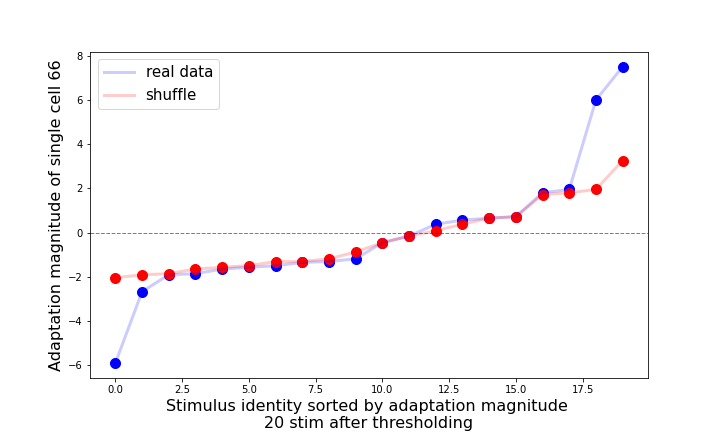 real data
shuffle
Adaptation magnitude of single cell 66
8
6
4
2
0
−2
−4
−6
0.0 2.5 5.0 7.5 10.0 12.5 15.0 17.5
Stimulus identity sorted by adaptation magnitude
20 stim after thresholding